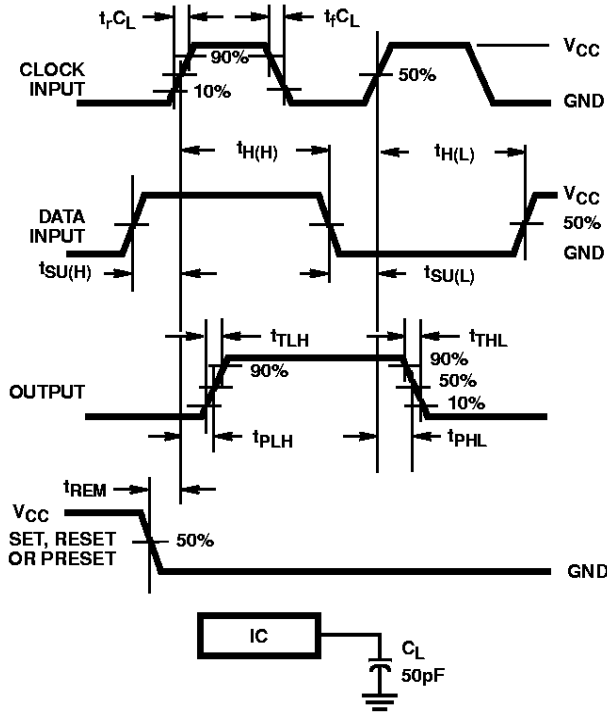 trCL
tfCL
CLOCK
INPUT
90%
10%
50%
VCC
GND
tH(H)
tH(L)
DATA
INPUT
VCC
50%
GND
tSU(H)
tSU(L)
tTLH
tTHL
OUTPUT
90%
90%
50%
10%
tPLH
tPHL
tREM
VCC
SET, RESET
OR PRESET
50%
GND
IC
CL
50pF